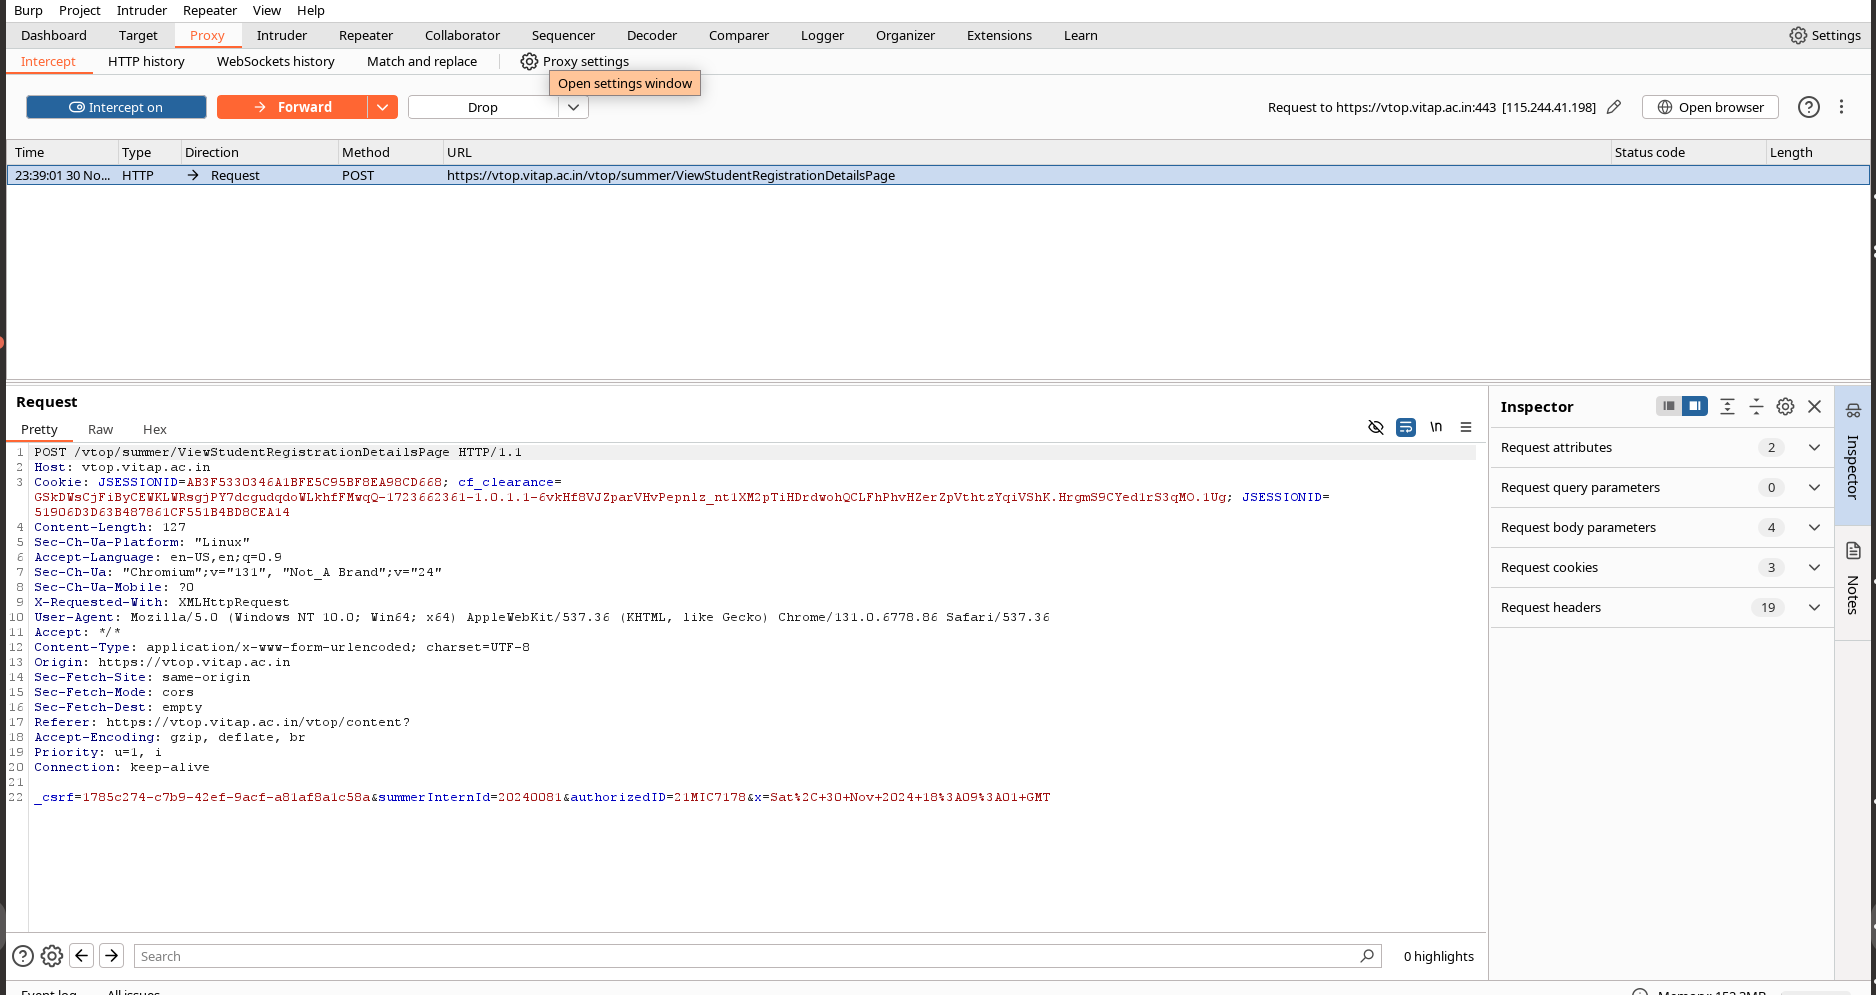 Burp Project Intruder Repeater View Help
Dashboard Target Proxy Intruder Repeater Collaborator Sequencer Decoder Comparer Logger Organizer Extensions Learn Settings
Intercept HTTP history WebSockets history Match and replace Proxy settings
Open settings window
Intercept on Forward Drop Request to https://vtop.vitap.ac.in:443 [115.244.41.198] Open browser
Time Type Direction Method URL Status code Length
23:39:01 30 No... HTTP Request POST https://vtop.vitap.ac.in/vtop/summer/ViewStudentRegistrationDetailsPage
Request
Pretty Raw Hex \n
1 POST /vtop/summer/ViewStudentRegistrationDetailsPage HTTP/1.1
2 Host: vtop.vitap.ac.in
3 Cookie: JSESSIONID=AB3F5330346A1BFE5C95BF8EA98CD668; cf_clearance=
GSkDWsCjFiByCEWKLWRsgjPY7dcgudqdoWLkhfFMwqQ-1723662361-1.0.1.1-6vkHf8VJZparVHvPepnlz_nt1XM2pTiHDrdwohQCLFhPhvHZerZpVthtzYqiVShK.HrgmS9CYed1rS3qMO.1Ug; JSESSIONID=
51906D3D63B487861CF551B4BD8CEA14
4 Content-Length: 127
5 Sec-Ch-Ua-Platform: "Linux"
6 Accept-Language: en-US,en;q=0.9
7 Sec-Ch-Ua: "Chromium";v="131", "Not_A Brand";v="24"
8 Sec-Ch-Ua-Mobile: ?0
9 X-Requested-With: XMLHttpRequest
10 User-Agent: Mozilla/5.0 (Windows NT 10.0; Win64; x64) AppleWebKit/537.36 (KHTML, like Gecko) Chrome/131.0.6778.86 Safari/537.36
11 Accept: */*
12 Content-Type: application/x-www-form-urlencoded; charset=UTF-8
13 Origin: https://vtop.vitap.ac.in
14 Sec-Fetch-Site: same-origin
15 Sec-Fetch-Mode: cors
16 Sec-Fetch-Dest: empty
17 Referer: https://vtop.vitap.ac.in/vtop/content?
18 Accept-Encoding: gzip, deflate, br
19 Priority: u=1, i
20 Connection: keep-alive
21
22 _csrf=1785c274-c7b9-42ef-9acf-a81af8a1c58a&summerInternId=20240081&authorizedID=21MIC7178&x=Sat%2C+30+Nov+2024+18%3A09%3A01+GMT
Search 0 highlights
Inspector
Request attributes 2
Request query parameters 0
Request body parameters 4
Request cookies 3
Request headers 19
Inspector
Notes
Event log All issues Memory: 152.2MB